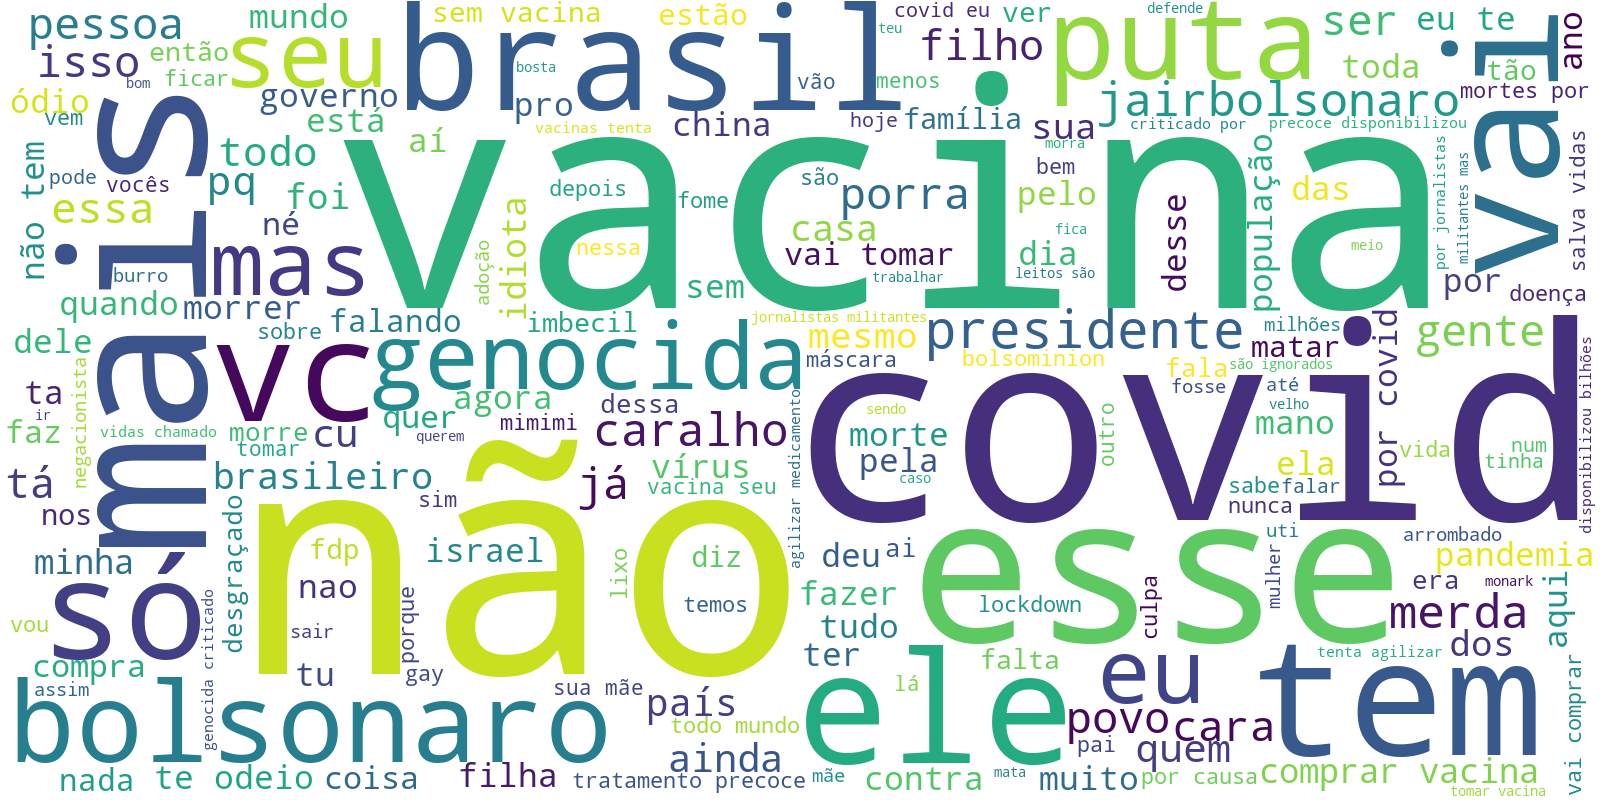 pessoa
mundo
sem vacina
estão
covid eu
ver
defende
ser
eu te
isso
então
seu
brasil
teu
filho
puta
vai
ano
bom
ficar
bosta
vão
menos
toda
tão
ódio
governo
pro
jairbolsonaro
mortes por
vem
está
aí
vacinas tenta
china
hoje
família
sua
criticado por
precoce disponibilizou
mais
todo
vacina
morra
não tem
pode
vocês
pq
foi
depois
fome
são
porra
bem
pelo
população
das
por jornalistas
militantes mas
salva vidas
essa
né
mas
adoção
idiota
nessa
casa
vai tomar
fica
dia
desse
meio
burro
sem
trabalhar
leitos são
por
doença
quando
morrer
dele
sobre
falando
imbecil
jornalistas militantes
mesmo
presidente
milhões
gente
vc
genocida
máscara
bolsominion
fala
matar
são ignorados
ta
negacionista
ir
quer
agora
dessa
covid
fosse
até
velho
por covid
disponibilizou bilhões
faz
vidas chamado
morre
cu
mimimi
querem
caralho
agilizar medicamento
sendo
morte
outro
mano
tomar
tá
brasileiro
já
vírus
pela
ela
vida
num
tinha
nos
desgraçado
não
sim
vacina seu
caso
sabe
falar
nunca
minha
fdp
israel
lixo
diz
deu
ai
esse
uti
arrombado
pandemia
só
nao
temos
fazer
lockdown
culpa
mulher
era
monark
merda
aqui
vou
genocida criticado
sair
porque
tudo
compra
tu
gay
ter
ele
falta
eu
tem
tenta agilizar
dos
assim
bolsonaro
sua mãe
país
lá
povo
cara
vai comprar
todo mundo
pai
quem
nada
te odeio
coisa
filha
tratamento precoce
ainda
mãe
contra
mata
muito
por causa
comprar vacina
tomar vacina